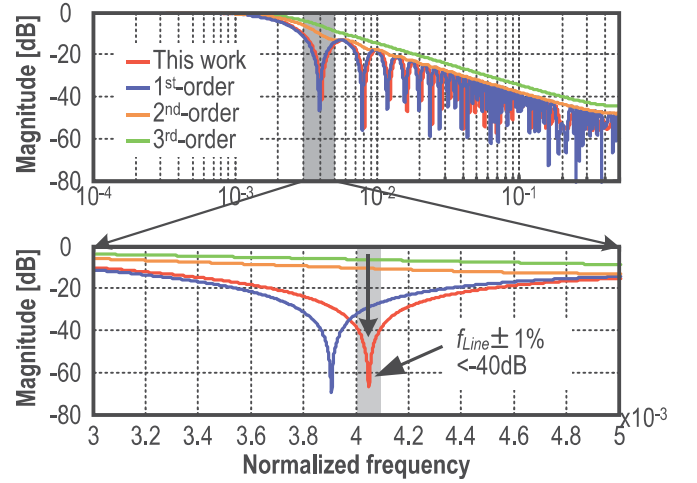 Magnitude [dB]
0
-20
-40
-60
-80
This work
1st-order
2nd-order
3rd-order
10-4
10-3
10-2
10-1
Magnitude [dB]
0
-20
-40
-60
-80
fLine ± 1%
<-40dB
x10-3
3
3.2
3.4
3.6
3.8
4
4.2
4.4
4.6
4.8
5
Normalized frequency